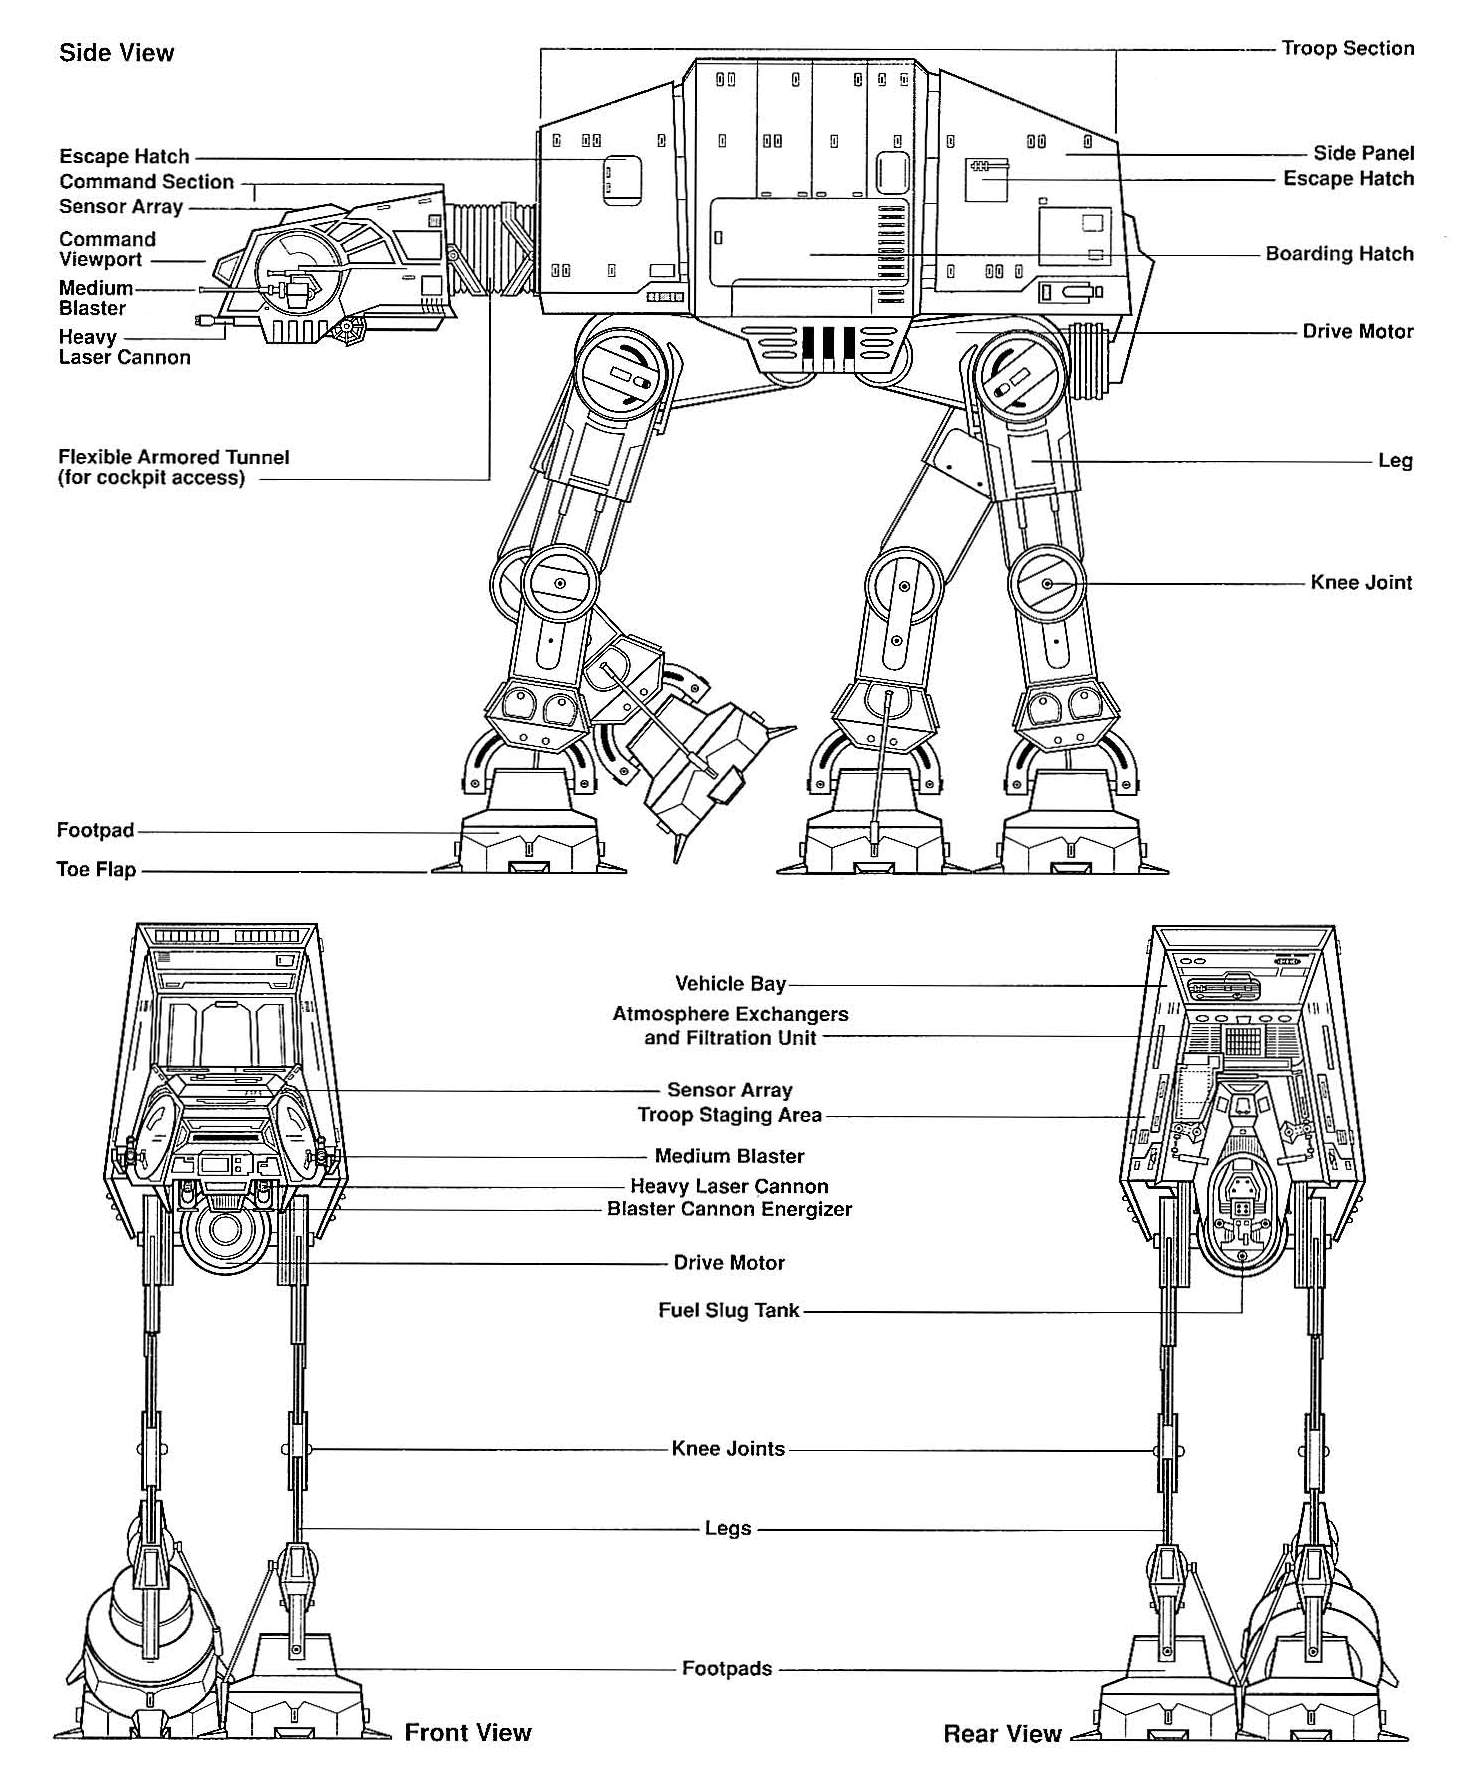 Side View
Troop Section
Escape Hatch
Command Section
Sensor Array
Command
Viewport
Medium
Blaster
Heavy
Laser Cannon
Flexible Armored Tunnel
(for cockpit access)
Footpad
Toe Flap
Side Panel
Escape Hatch
Boarding Hatch
Drive Motor
Leg
Knee Joint
Vehicle Bay
Atmosphere Exchangers
and Filtration Unit
Sensor Array
Troop Staging Area
Medium Blaster
Heavy Laser Cannon
Blaster Cannon Energizer
Drive Motor
Fuel Slug Tank
Knee Joints
Legs
Footpads
Front View
Rear View